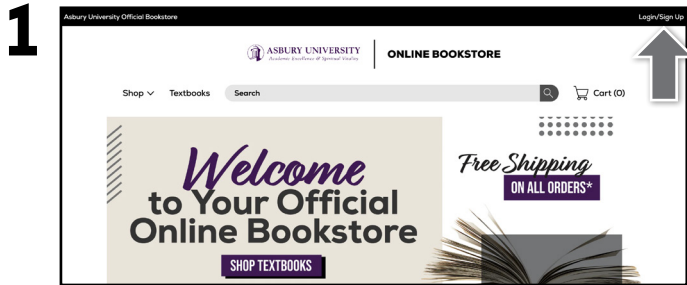 1
Asbury University Official Bookstore
Login/Sign Up
ASBURY UNIVERSITY
Academic Excellence & Spiritual Vitality
ONLINE BOOKSTORE
Shop
Textbooks
Search
Cart (0)
Welcome
to Your Official
Online Bookstore
SHOP TEXTBOOKS
Free Shipping
ON ALL ORDERS*